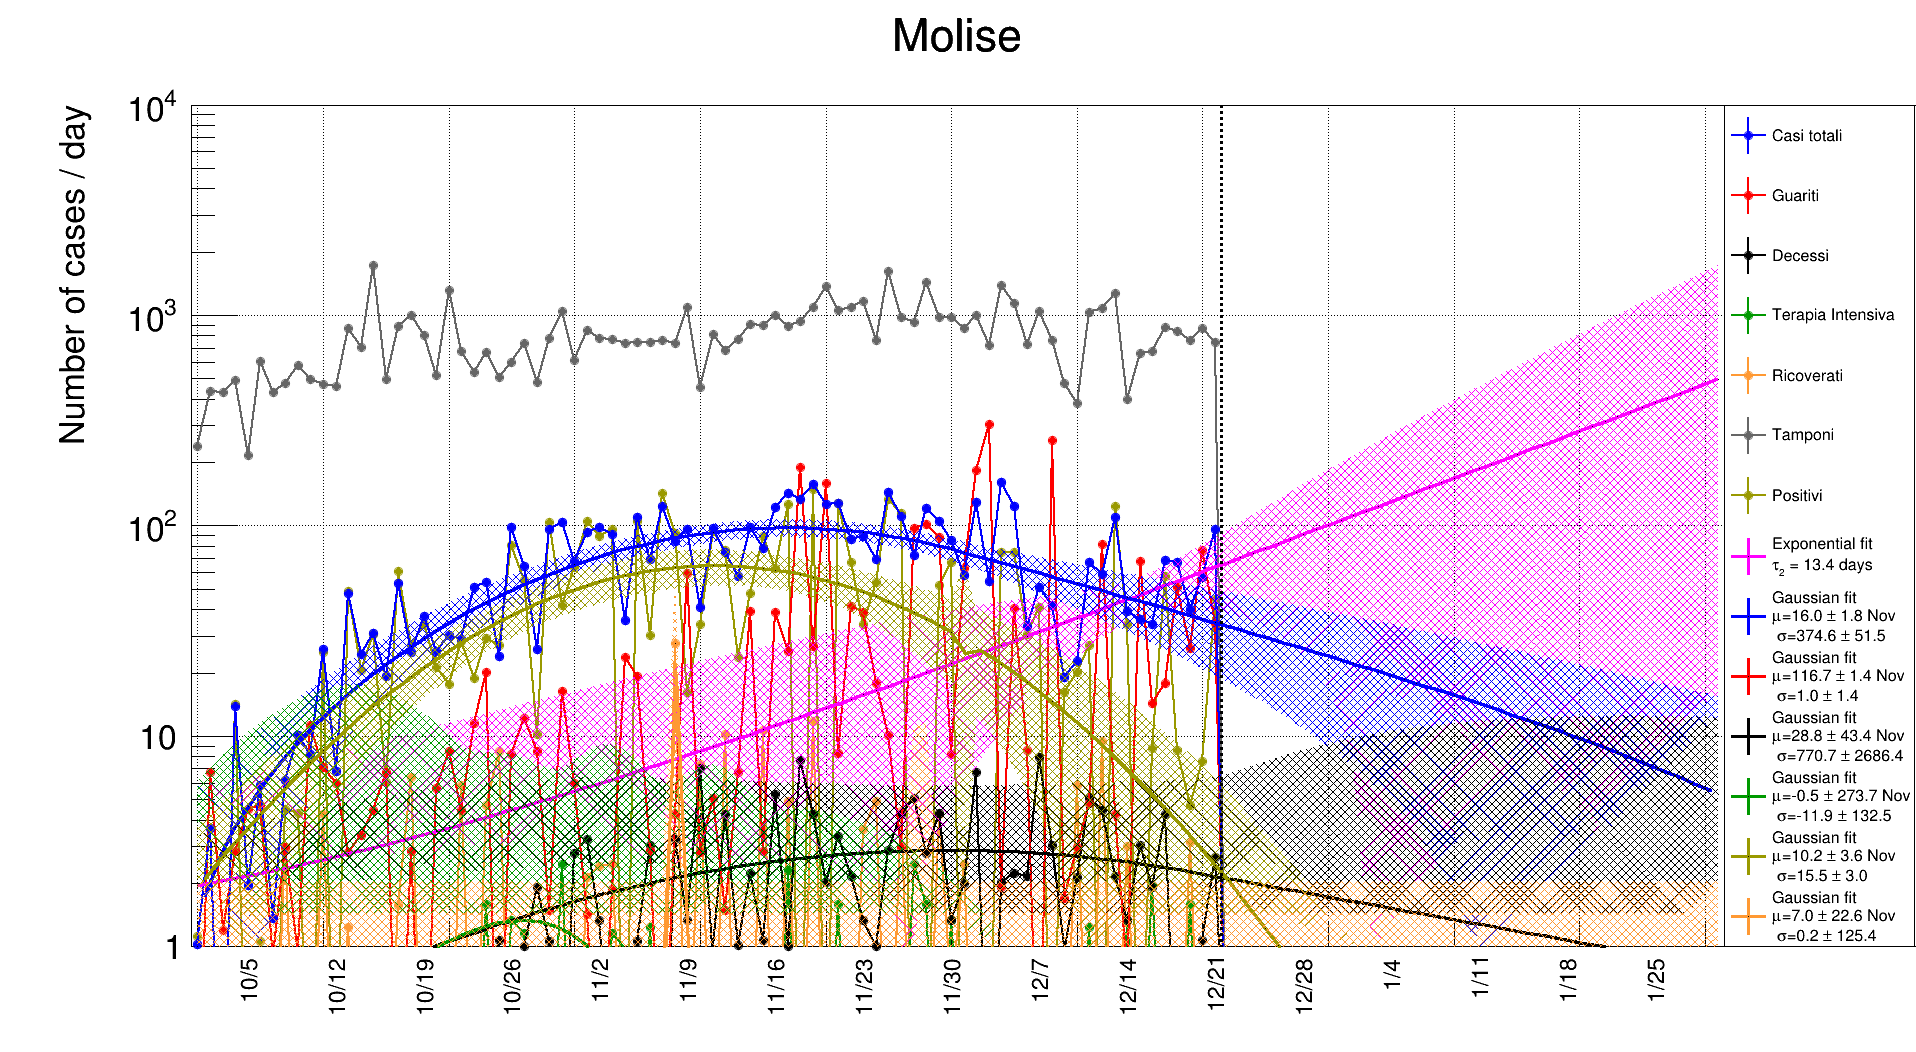 Molise
Number of cases / day
10^4
10^3
10^2
10
1
10/5
10/12
10/19
10/26
11/2
11/9
11/16
11/23
11/30
12/7
12/14
12/21
12/28
1/4
1/11
1/18
1/25
Casi totali
Guariti
Decessi
Terapia Intensiva
Ricoverati
Tamponi
Positivi
Exponential fit
τ₂ = 13.4 days
Gaussian fit
μ=16.0 ± 1.8 Nov
σ=374.6 ± 51.5
Gaussian fit
μ=116.7 ± 1.4 Nov
σ=1.0 ± 1.4
Gaussian fit
μ=28.8 ± 43.4 Nov
σ=770.7 ± 2686.4
Gaussian fit
μ=-0.5 ± 273.7 Nov
σ=-11.9 ± 132.5
Gaussian fit
μ=10.2 ± 3.6 Nov
σ=15.5 ± 3.0
Gaussian fit
μ=7.0 ± 22.6 Nov
σ=0.2 ± 125.4